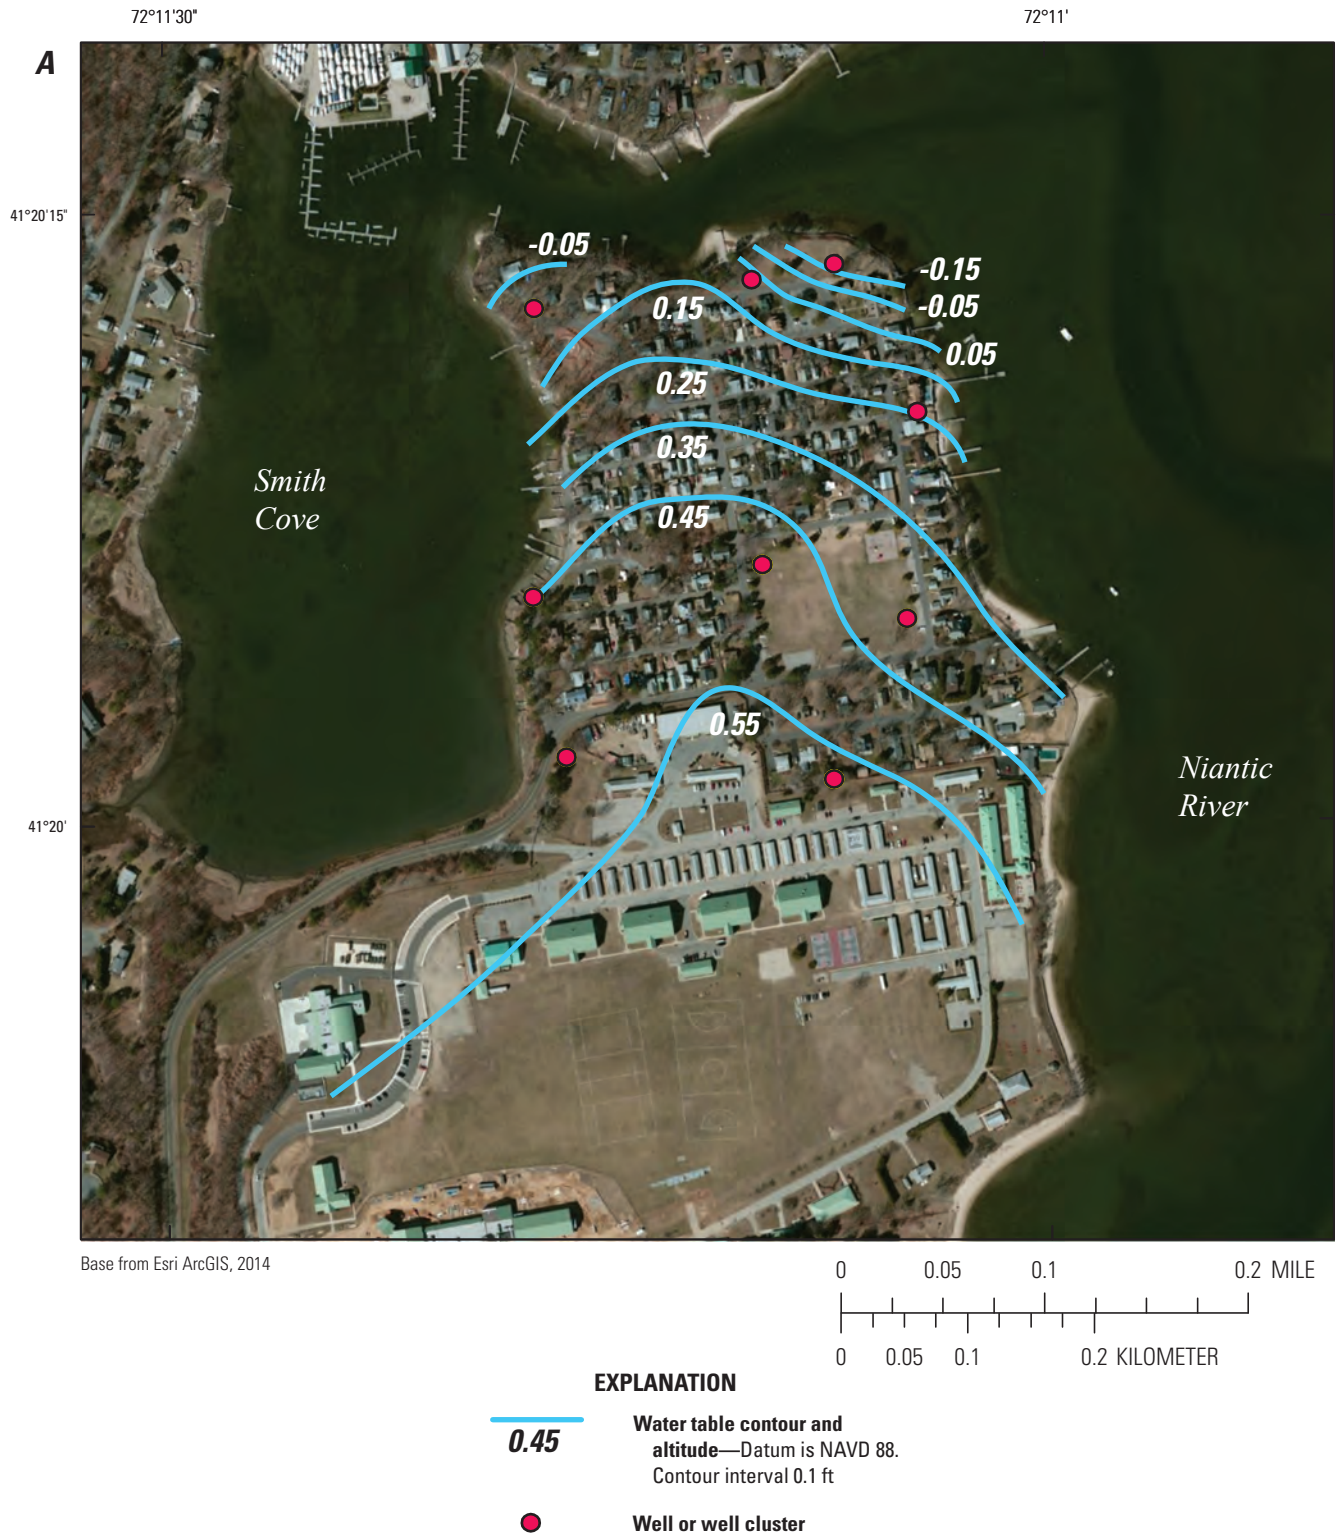 72°11'30"
72°11'
A
41°20'15"
-0.05
-0.15
0.15
-0.05
0.05
0.25
0.35
Smith
Cove
0.45
0.55
Niantic
River
41°20'
Base from Esri ArcGIS, 2014
0 0.05 0.1 0.2 MILE
0 0.05 0.1 0.2 KILOMETER
EXPLANATION
0.45
Water table contour and
altitude—Datum is NAVD 88.
Contour interval 0.1 ft
Well or well cluster